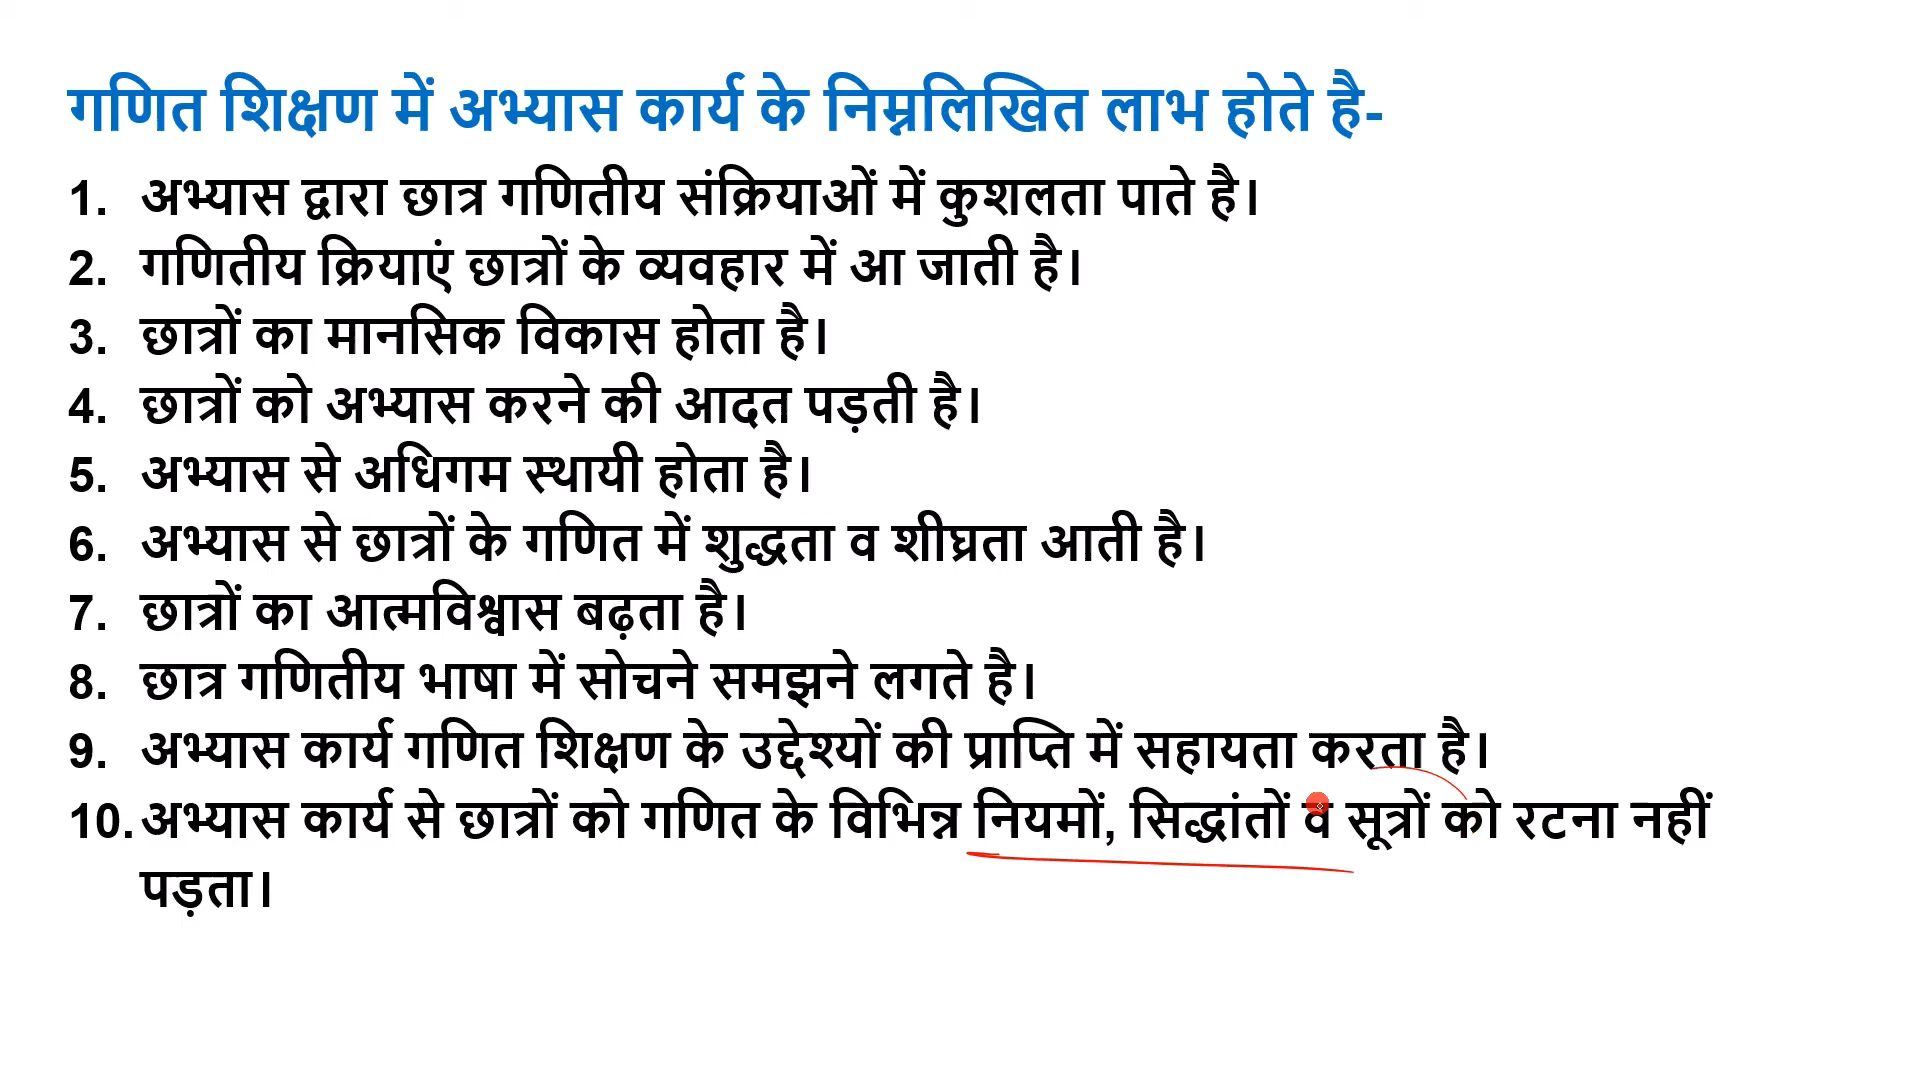 गणित शिक्षण में अभ्यास कार्य के निम्नलिखित लाभ होते है-
1. अभ्यास द्वारा छात्र गणितीय संक्रियाओं में कुशलता पाते है।
2. गणितीय क्रियाएं छात्रों के व्यवहार में आ जाती है।
3. छात्रों का मानसिक विकास होता है।
4. छात्रों को अभ्यास करने की आदत पड़ती है।
5. अभ्यास से अधिगम स्थायी होता है।
6. अभ्यास से छात्रों के गणित में शुद्धता व शीघ्रता आती है।
7. छात्रों का आत्मविश्वास बढ़ता है।
8. छात्र गणितीय भाषा में सोचने समझने लगते है।
9. अभ्यास कार्य गणित शिक्षण के उद्देश्यों की प्राप्ति में सहायता करता है।
10. अभ्यास कार्य से छात्रों को गणित के विभिन्न नियमों, सिद्धांतों व सूत्रों को रटना नहीं
पड़ता।